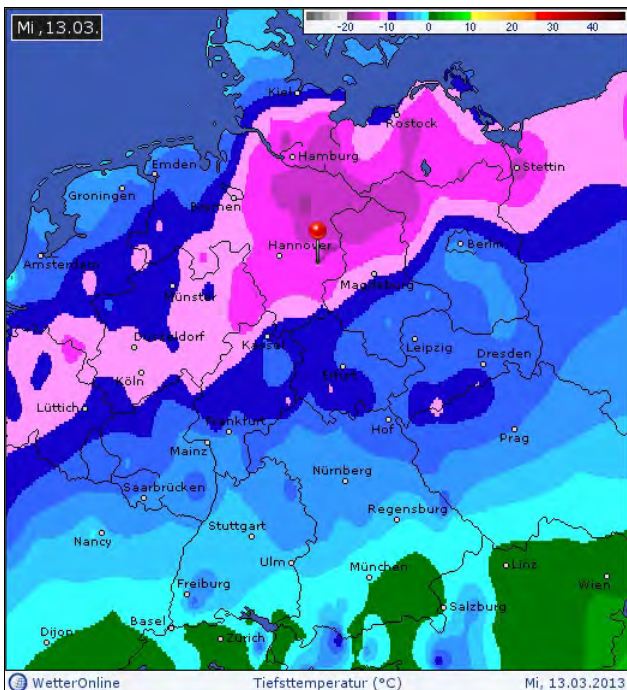 Mi ,13.03.
-20 -10 0 10 20 30 40
Kiel
Rostock
Hamburg
Stettin
Emden
Groningen
Bremen
Hannover
Berlin
Amsterdam
Magdeburg
Münster
Düsseldorf
Kassel
Leipzig
Dresden
Köln
Erfurt
Lüttich
Frankfurt
Hof
Mainz
Prag
Nürnberg
Saarbrücken
Regensburg
Nancy
Stuttgart
Ulm
Linz
München
Wien
Freiburg
Salzburg
Basel
Zürich
Dijon
WetterOnline Tiefsttemperatur (°C) Mi, 13.03.2013